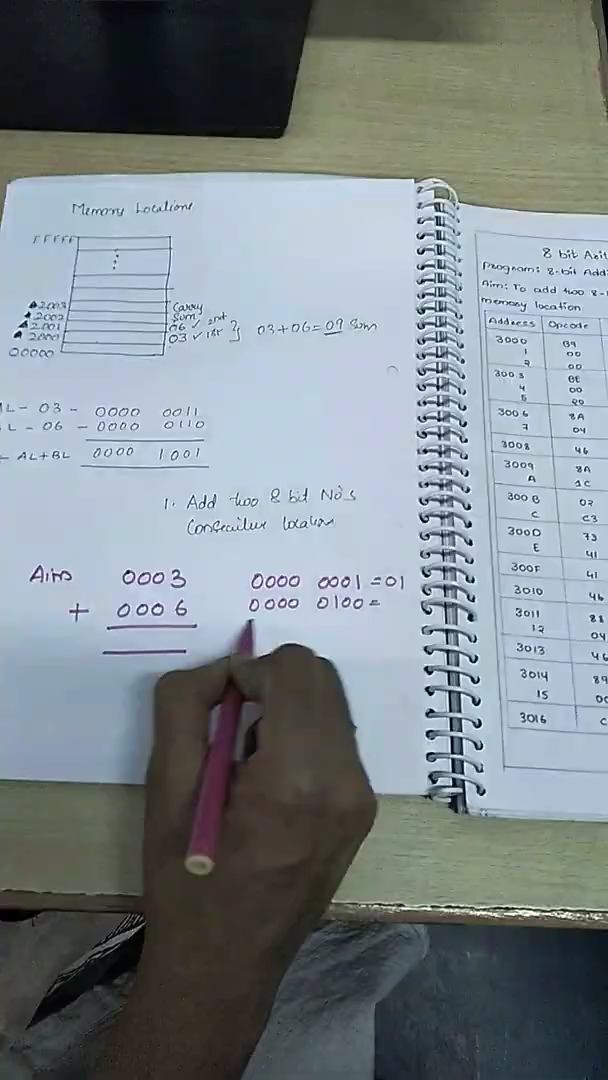 Memory Locations
FFFFF
2003 Carry
2002 Sum
2001 06 ✓ 2nd
2000 03 ✓ 1st } 03+06=09 Sum
00000
L - 03 - 0000 0011
L - 06 - 0000 0110
- AL+BL 0000 1001
1. Add two 8 bit No's
Consecutive location
Aim 0003 0000 0001 =01
+ 0006 0000 0100 =
8 bit Arit
Program: 8-bit Addi
Aim: To add two 8-
memory location
Address Opcode
3000 B9
1 00
2 00
3003 BE
4 00
5 20
3006 8A
7 04
3008 46
3009 8A
A 1C
300B 02
C C3
300D 73
E 41
300F 41
3010 46
3011 88
12 04
3013 46
3014 89
15 00
3016 C